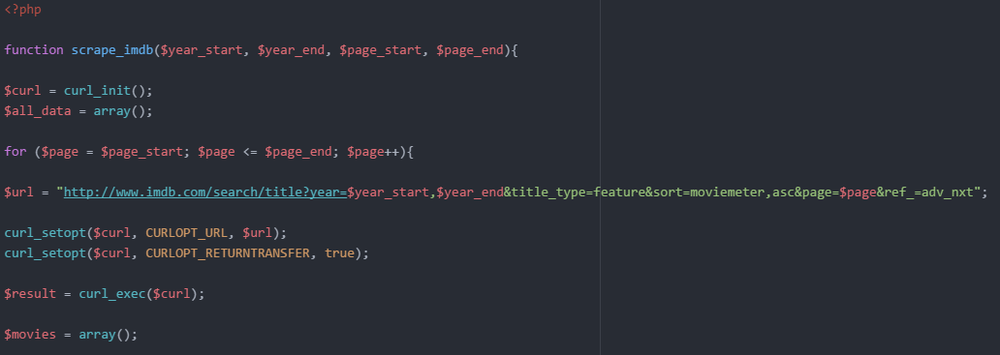 <?php
function scrape_imdb($year_start, $year_end, $page_start, $page_end){
$curl = curl_init();
$all_data = array();
for ($page = $page_start; $page <= $page_end; $page++){
$url = "http://www.imdb.com/search/title?year=$year_start,$year_end&title_type=feature&sort=moviemeter,asc&page=$page&ref_=adv_nxt";
curl_setopt($curl, CURLOPT_URL, $url);
curl_setopt($curl, CURLOPT_RETURNTRANSFER, true);
$result = curl_exec($curl);
$movies = array();